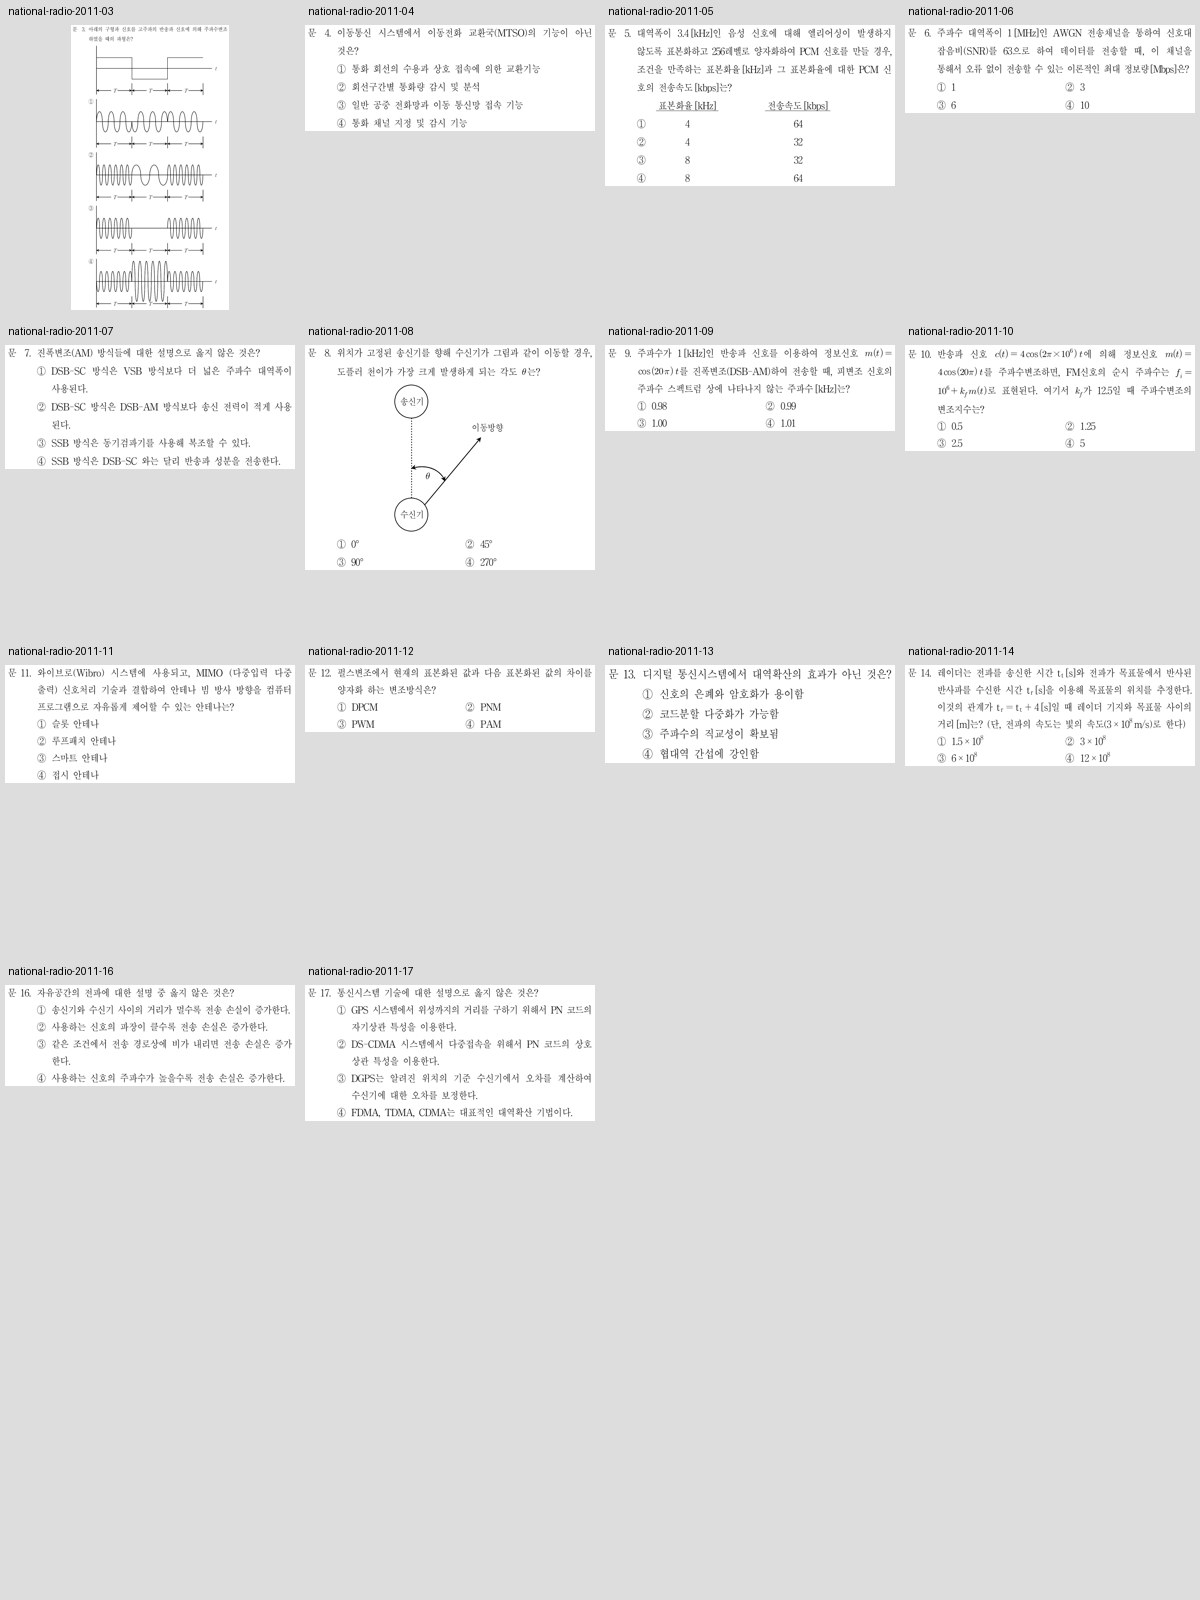 national-radio-2011-03
문 3. 아래의 구형파 신호를 고주파의 반송파 신호에 의해 주파수변조
하였을 때의 파형은?
t
T T T
①
t
T T T
②
t
T T T
③
t
T T T
④
t
T T T
national-radio-2011-04
문 4. 이동통신 시스템에서 이동전화 교환국(MTSO)의 기능이 아닌
것은?
① 통화 회선의 수용과 상호 접속에 의한 교환기능
② 회선구간별 통화량 감시 및 분석
③ 일반 공중 전화망과 이동 통신망 접속 기능
④ 통화 채널 지정 및 감시 기능
national-radio-2011-05
문 5. 대역폭이 3.4[kHz]인 음성 신호에 대해 앨리어싱이 발생하지
않도록 표본화하고 256레벨로 양자화하여 PCM 신호를 만들 경우,
조건을 만족하는 표본화율[kHz]과 그 표본화율에 대한 PCM 신
호의 전송속도[kbps]는?
표본화율[kHz] 전송속도[kbps]
① 4 64
② 4 32
③ 8 32
④ 8 64
national-radio-2011-06
문 6. 주파수 대역폭이 1[MHz]인 AWGN 전송채널을 통하여 신호대
잡음비(SNR)를 63으로 하여 데이터를 전송할 때, 이 채널을
통해서 오류 없이 전송할 수 있는 이론적인 최대 정보량[Mbps]은?
① 1 ② 3
③ 6 ④ 10
national-radio-2011-07
문 7. 진폭변조(AM) 방식들에 대한 설명으로 옳지 않은 것은?
① DSB-SC 방식은 VSB 방식보다 더 넓은 주파수 대역폭이
사용된다.
② DSB-SC 방식은 DSB-AM 방식보다 송신 전력이 적게 사용
된다.
③ SSB 방식은 동기검파기를 사용해 복조할 수 있다.
④ SSB 방식은 DSB-SC 와는 달리 반송파 성분을 전송한다.
national-radio-2011-08
문 8. 위치가 고정된 송신기를 향해 수신기가 그림과 같이 이동할 경우,
도플러 천이가 가장 크게 발생하게 되는 각도 θ는?
송신기
이동방향
θ
수신기
① 0° ② 45°
③ 90° ④ 270°
national-radio-2011-09
문 9. 주파수가 1[kHz]인 반송파 신호를 이용하여 정보신호 m(t)=
cos(20π)t를 진폭변조(DSB-AM)하여 전송할 때, 피변조 신호의
주파수 스펙트럼 상에 나타나지 않는 주파수[kHz]는?
① 0.98 ② 0.99
③ 1.00 ④ 1.01
national-radio-2011-10
문 10. 반송파 신호 c(t)=4cos(2π×10⁶)t에 의해 정보신호 m(t)=
4cos(20π)t를 주파수변조하면, FM신호의 순시 주파수는 fᵢ=
10⁶+k_f m(t)로 표현된다. 여기서 k_f가 12.5일 때 주파수변조의
변조지수는?
① 0.5 ② 1.25
③ 2.5 ④ 5
national-radio-2011-11
문 11. 와이브로(Wibro) 시스템에 사용되고, MIMO (다중입력 다중
출력) 신호처리 기술과 결합하여 안테나 빔 방사 방향을 컴퓨터
프로그램으로 자유롭게 제어할 수 있는 안테나는?
① 슬롯 안테나
② 루프패치 안테나
③ 스마트 안테나
④ 접시 안테나
national-radio-2011-12
문 12. 펄스변조에서 현재의 표본화된 값과 다음 표본화된 값의 차이를
양자화 하는 변조방식은?
① DPCM ② PNM
③ PWM ④ PAM
national-radio-2011-13
문 13. 디지털 통신시스템에서 대역확산의 효과가 아닌 것은?
① 신호의 은폐와 암호화가 용이함
② 코드분할 다중화가 가능함
③ 주파수의 직교성이 확보됨
④ 협대역 간섭에 강인함
national-radio-2011-14
문 14. 레이더는 전파를 송신한 시간 tₜ[s]와 전파가 목표물에서 반사된
반사파를 수신한 시간 tᵣ[s]을 이용해 목표물의 위치를 추정한다.
이것의 관계가 tᵣ=tₜ+4[s]일 때 레이더 기지와 목표물 사이의
거리[m]는? (단, 전파의 속도는 빛의 속도(3×10⁸m/s)로 한다)
① 1.5×10⁸ ② 3×10⁸
③ 6×10⁸ ④ 12×10⁸
national-radio-2011-16
문 16. 자유공간의 전파에 대한 설명 중 옳지 않은 것은?
① 송신기와 수신기 사이의 거리가 멀수록 전송 손실이 증가한다.
② 사용하는 신호의 파장이 클수록 전송 손실은 증가한다.
③ 같은 조건에서 전송 경로상에 비가 내리면 전송 손실은 증가
한다.
④ 사용하는 신호의 주파수가 높을수록 전송 손실은 증가한다.
national-radio-2011-17
문 17. 통신시스템 기술에 대한 설명으로 옳지 않은 것은?
① GPS 시스템에서 위성까지의 거리를 구하기 위해서 PN 코드의
자기상관 특성을 이용한다.
② DS-CDMA 시스템에서 다중접속을 위해서 PN 코드의 상호
상관 특성을 이용한다.
③ DGPS는 알려진 위치의 기준 수신기에서 오차를 계산하여
수신기에 대한 오차를 보정한다.
④ FDMA, TDMA, CDMA는 대표적인 대역확산 기법이다.